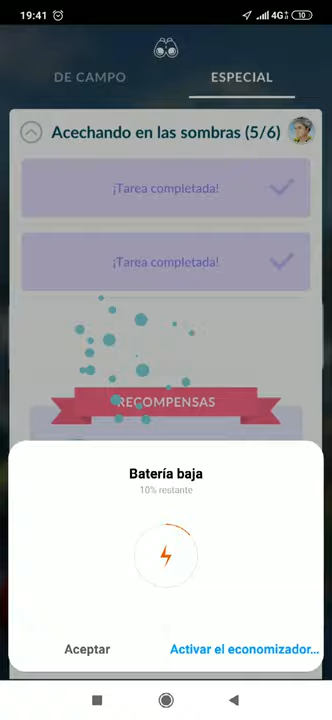 19:41
4G
10
DE CAMPO
ESPECIAL
Acechando en las sombras (5/6)
¡Tarea completada!
¡Tarea completada!
RECOMPENSAS
Batería baja
10% restante
Aceptar
Activar el economizador...